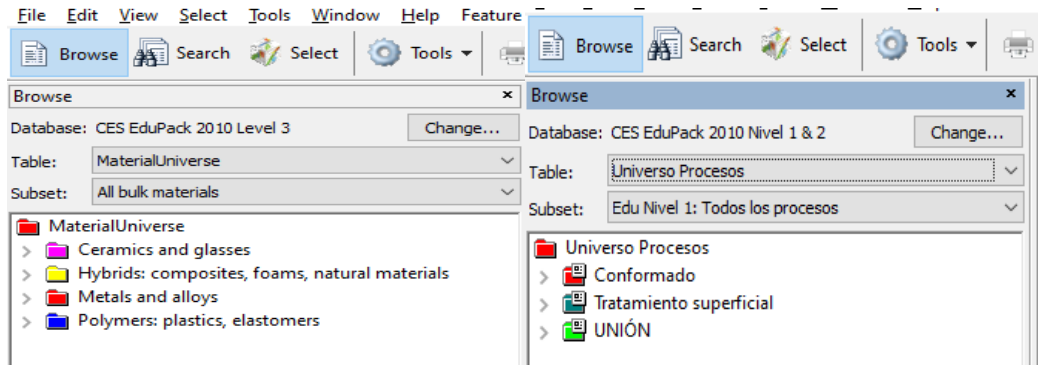 File Edit View Select Tools Window Help Feature
Browse Search Select Tools
Browse
Database: CES EduPack 2010 Level 3 Change...
Table: MaterialUniverse
Subset: All bulk materials
MaterialUniverse
Ceramics and glasses
Hybrids: composites, foams, natural materials
Metals and alloys
Polymers: plastics, elastomers
Browse Search Select Tools
Browse
Database: CES EduPack 2010 Nivel 1 & 2 Change...
Table: Universo Procesos
Subset: Edu Nivel 1: Todos los procesos
Universo Procesos
Conformado
Tratamiento superficial
UNIÓN